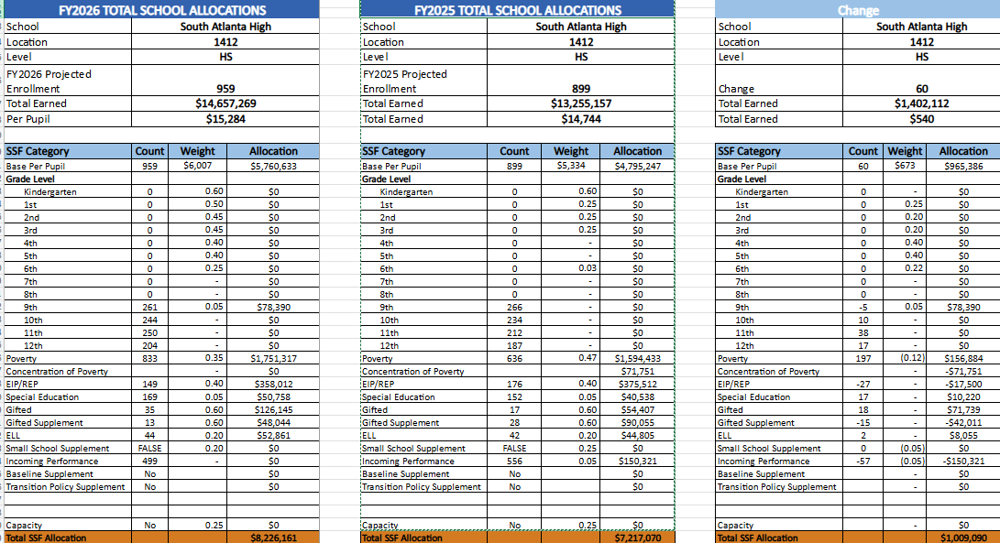 FY2026 TOTAL SCHOOL ALLOCATIONS FY2025 TOTAL SCHOOL ALLOCATIONS Change
School South Atlanta High School South Atlanta High School South Atlanta High
Location 1412 Location 1412 Location 1412
Level HS Level HS Level HS
FY2026 Projected FY2025 Projected
Enrollment 959 Enrollment 899 Change 60
Total Earned $14,657,269 Total Earned $13,255,157 Total Earned $1,402,112
Per Pupil $15,284 Total Earned $14,744 Total Earned $540
SSF Category Count Weight Allocation SSF Category Count Weight Allocation SSF Category Count Weight Allocation
Base Per Pupil 959 $6,007 $5,760,633 Base Per Pupil 899 $5,334 $4,795,247 Base Per Pupil 60 $673 $965,386
Grade Level Grade Level Grade Level
Kindergarten 0 0.60 $0 Kindergarten 0 0.60 $0 Kindergarten 0 - $0
1st 0 0.50 $0 1st 0 0.25 $0 1st 0 0.25 $0
2nd 0 0.45 $0 2nd 0 0.25 $0 2nd 0 0.20 $0
3rd 0 0.45 $0 3rd 0 0.25 $0 3rd 0 0.20 $0
4th 0 0.40 $0 4th 0 - $0 4th 0 0.40 $0
5th 0 0.40 $0 5th 0 - $0 5th 0 0.40 $0
6th 0 0.25 $0 6th 0 0.03 $0 6th 0 0.22 $0
7th 0 - $0 7th 0 - $0 7th 0 - $0
8th 0 - $0 8th 0 - $0 8th 0 - $0
9th 261 0.05 $78,390 9th 266 - $0 9th -5 0.05 $78,390
10th 244 - $0 10th 234 - $0 10th 10 - $0
11th 250 - $0 11th 212 - $0 11th 38 - $0
12th 204 - $0 12th 187 - $0 12th 17 - $0
Poverty 833 0.35 $1,751,317 Poverty 636 0.47 $1,594,433 Poverty 197 (0.12) $156,884
Concentration of Poverty - $0 Concentration of Poverty $71,751 Concentration of Poverty - -$71,751
EIP/REP 149 0.40 $358,012 EIP/REP 176 0.40 $375,512 EIP/REP -27 - -$17,500
Special Education 169 0.05 $50,758 Special Education 152 0.05 $40,538 Special Education 17 - $10,220
Gifted 35 0.60 $126,145 Gifted 17 0.60 $54,407 Gifted 18 - $71,739
Gifted Supplement 13 0.60 $48,044 Gifted Supplement 28 0.60 $90,055 Gifted Supplement -15 - -$42,011
ELL 44 0.20 $52,861 ELL 42 0.20 $44,805 ELL 2 - $8,055
Small School Supplement FALSE 0.20 $0 Small School Supplement FALSE 0.25 $0 Small School Supplement 0 (0.05) $0
Incoming Performance 499 - $0 Incoming Performance 556 0.05 $150,321 Incoming Performance -57 (0.05) -$150,321
Baseline Supplement No $0 Baseline Supplement No $0 Baseline Supplement - $0
Transition Policy Supplement No $0 Transition Policy Supplement No $0 Transition Policy Supplement - $0
Capacity No 0.25 $0 Capacity No 0.25 $0 Capacity - $0
Total SSF Allocation $8,226,161 Total SSF Allocation $7,217,070 Total SSF Allocation $1,009,090